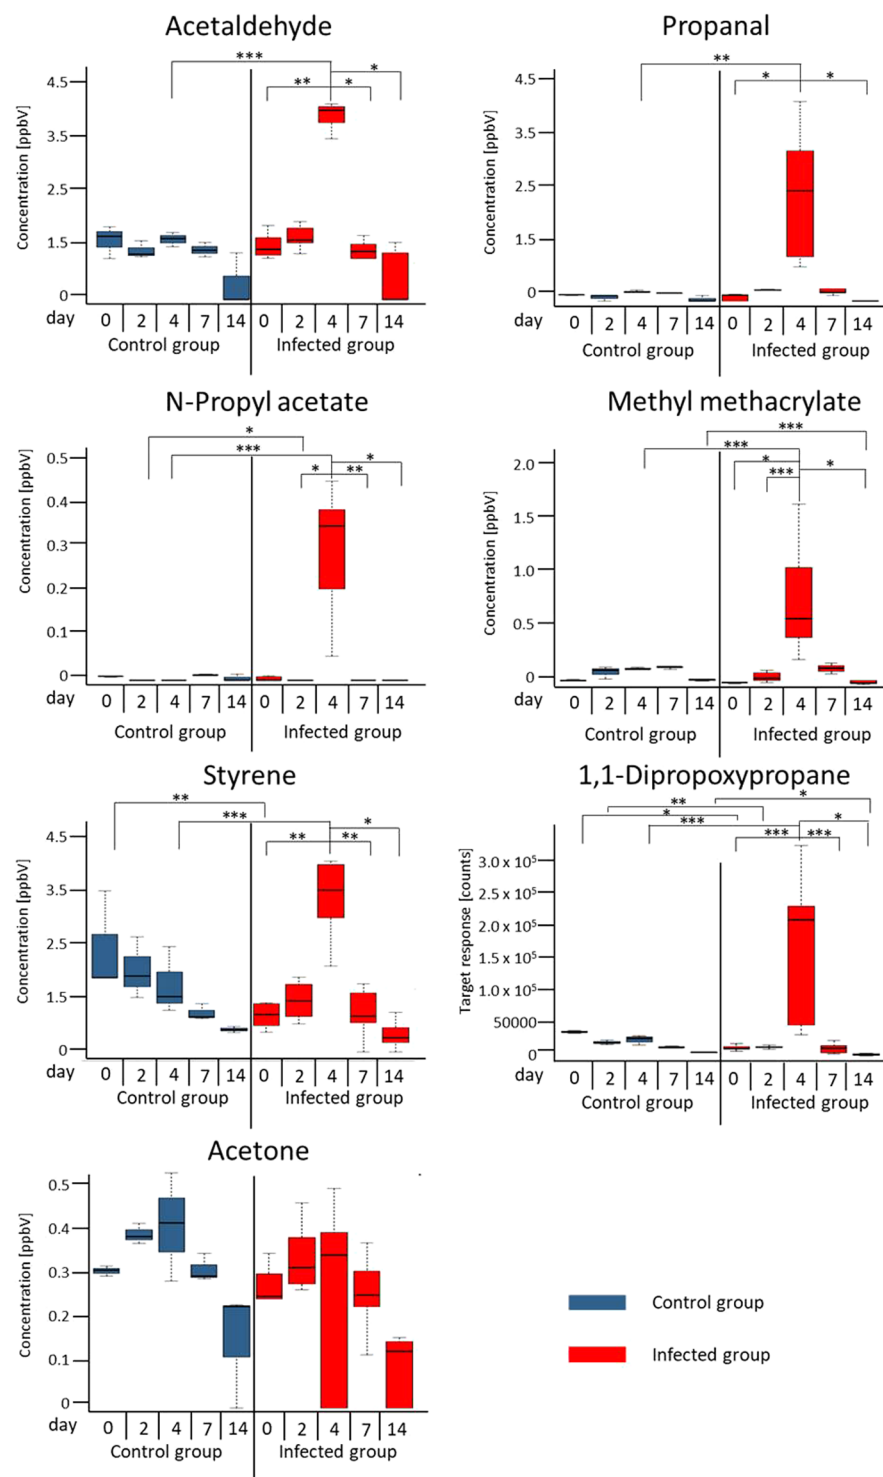 Acetaldehyde
Concentration [ppbV]
4.5
3.5
2.5
1.5
0
***
*
** *
day 0 2 4 7 14 0 2 4 7 14
Control group Infected group
Propanal
Concentration [ppbV]
4.5
3.5
2.5
1.5
0
**
* *
day 0 2 4 7 14 0 2 4 7 14
Control group Infected group
N-Propyl acetate
Concentration [ppbV]
0.5
0.4
0.3
0.2
0.1
0
*
*** *
* **
day 0 2 4 7 14 0 2 4 7 14
Control group Infected group
Methyl methacrylate
Concentration [ppbV]
2.0
1.5
1.0
0.5
0
***
***
*
*** *
day 0 2 4 7 14 0 2 4 7 14
Control group Infected group
Styrene
Concentration [ppbV]
4.5
3.5
2.5
1.5
0
**
*** *
** **
day 0 2 4 7 14 0 2 4 7 14
Control group Infected group
1,1-Dipropoxypropane
Target response [counts]
3.0 x 10⁵
2.5 x 10⁵
2.0 x 10⁵
1.5 x 10⁵
1.0 x 10⁵
50000
0
*
**
*
*** *
*** ***
day 0 2 4 7 14 0 2 4 7 14
Control group Infected group
Acetone
Concentration [ppbV]
0.5
0.4
0.3
0.2
0.1
0
day 0 2 4 7 14 0 2 4 7 14
Control group Infected group
Control group
Infected group